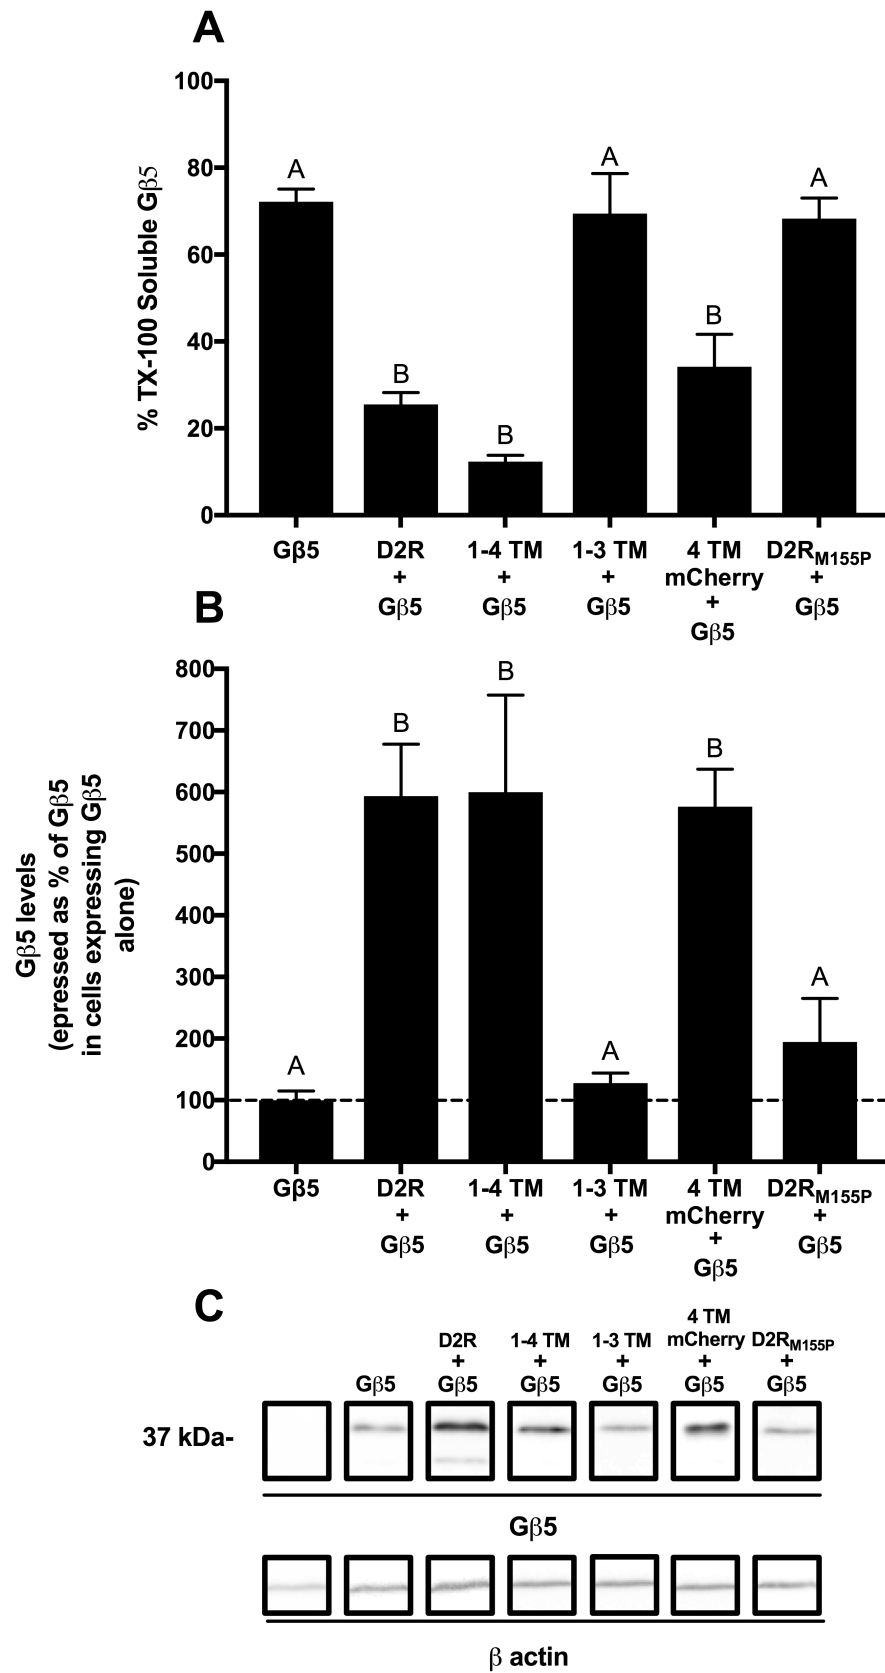 A
% TX-100 Soluble Gβ5
100
80
60
40
20
0
A
B
B
A
B
A
Gβ5 D2R 1-4 TM 1-3 TM 4 TM D2RM155P
+ + + mCherry +
Gβ5 Gβ5 Gβ5 + Gβ5
Gβ5
B
Gβ5 levels
(epressed as % of Gβ5
in cells expressing Gβ5
alone)
800
700
600
500
400
300
200
100
0
A
B
B
A
B
A
Gβ5 D2R 1-4 TM 1-3 TM 4 TM D2RM155P
+ + + mCherry +
Gβ5 Gβ5 Gβ5 + Gβ5
Gβ5
C
4 TM
D2R 1-4 TM 1-3 TM mCherry D2RM155P
+ + + + +
Gβ5 Gβ5 Gβ5 Gβ5 Gβ5 Gβ5
37 kDa-
Gβ5
β actin